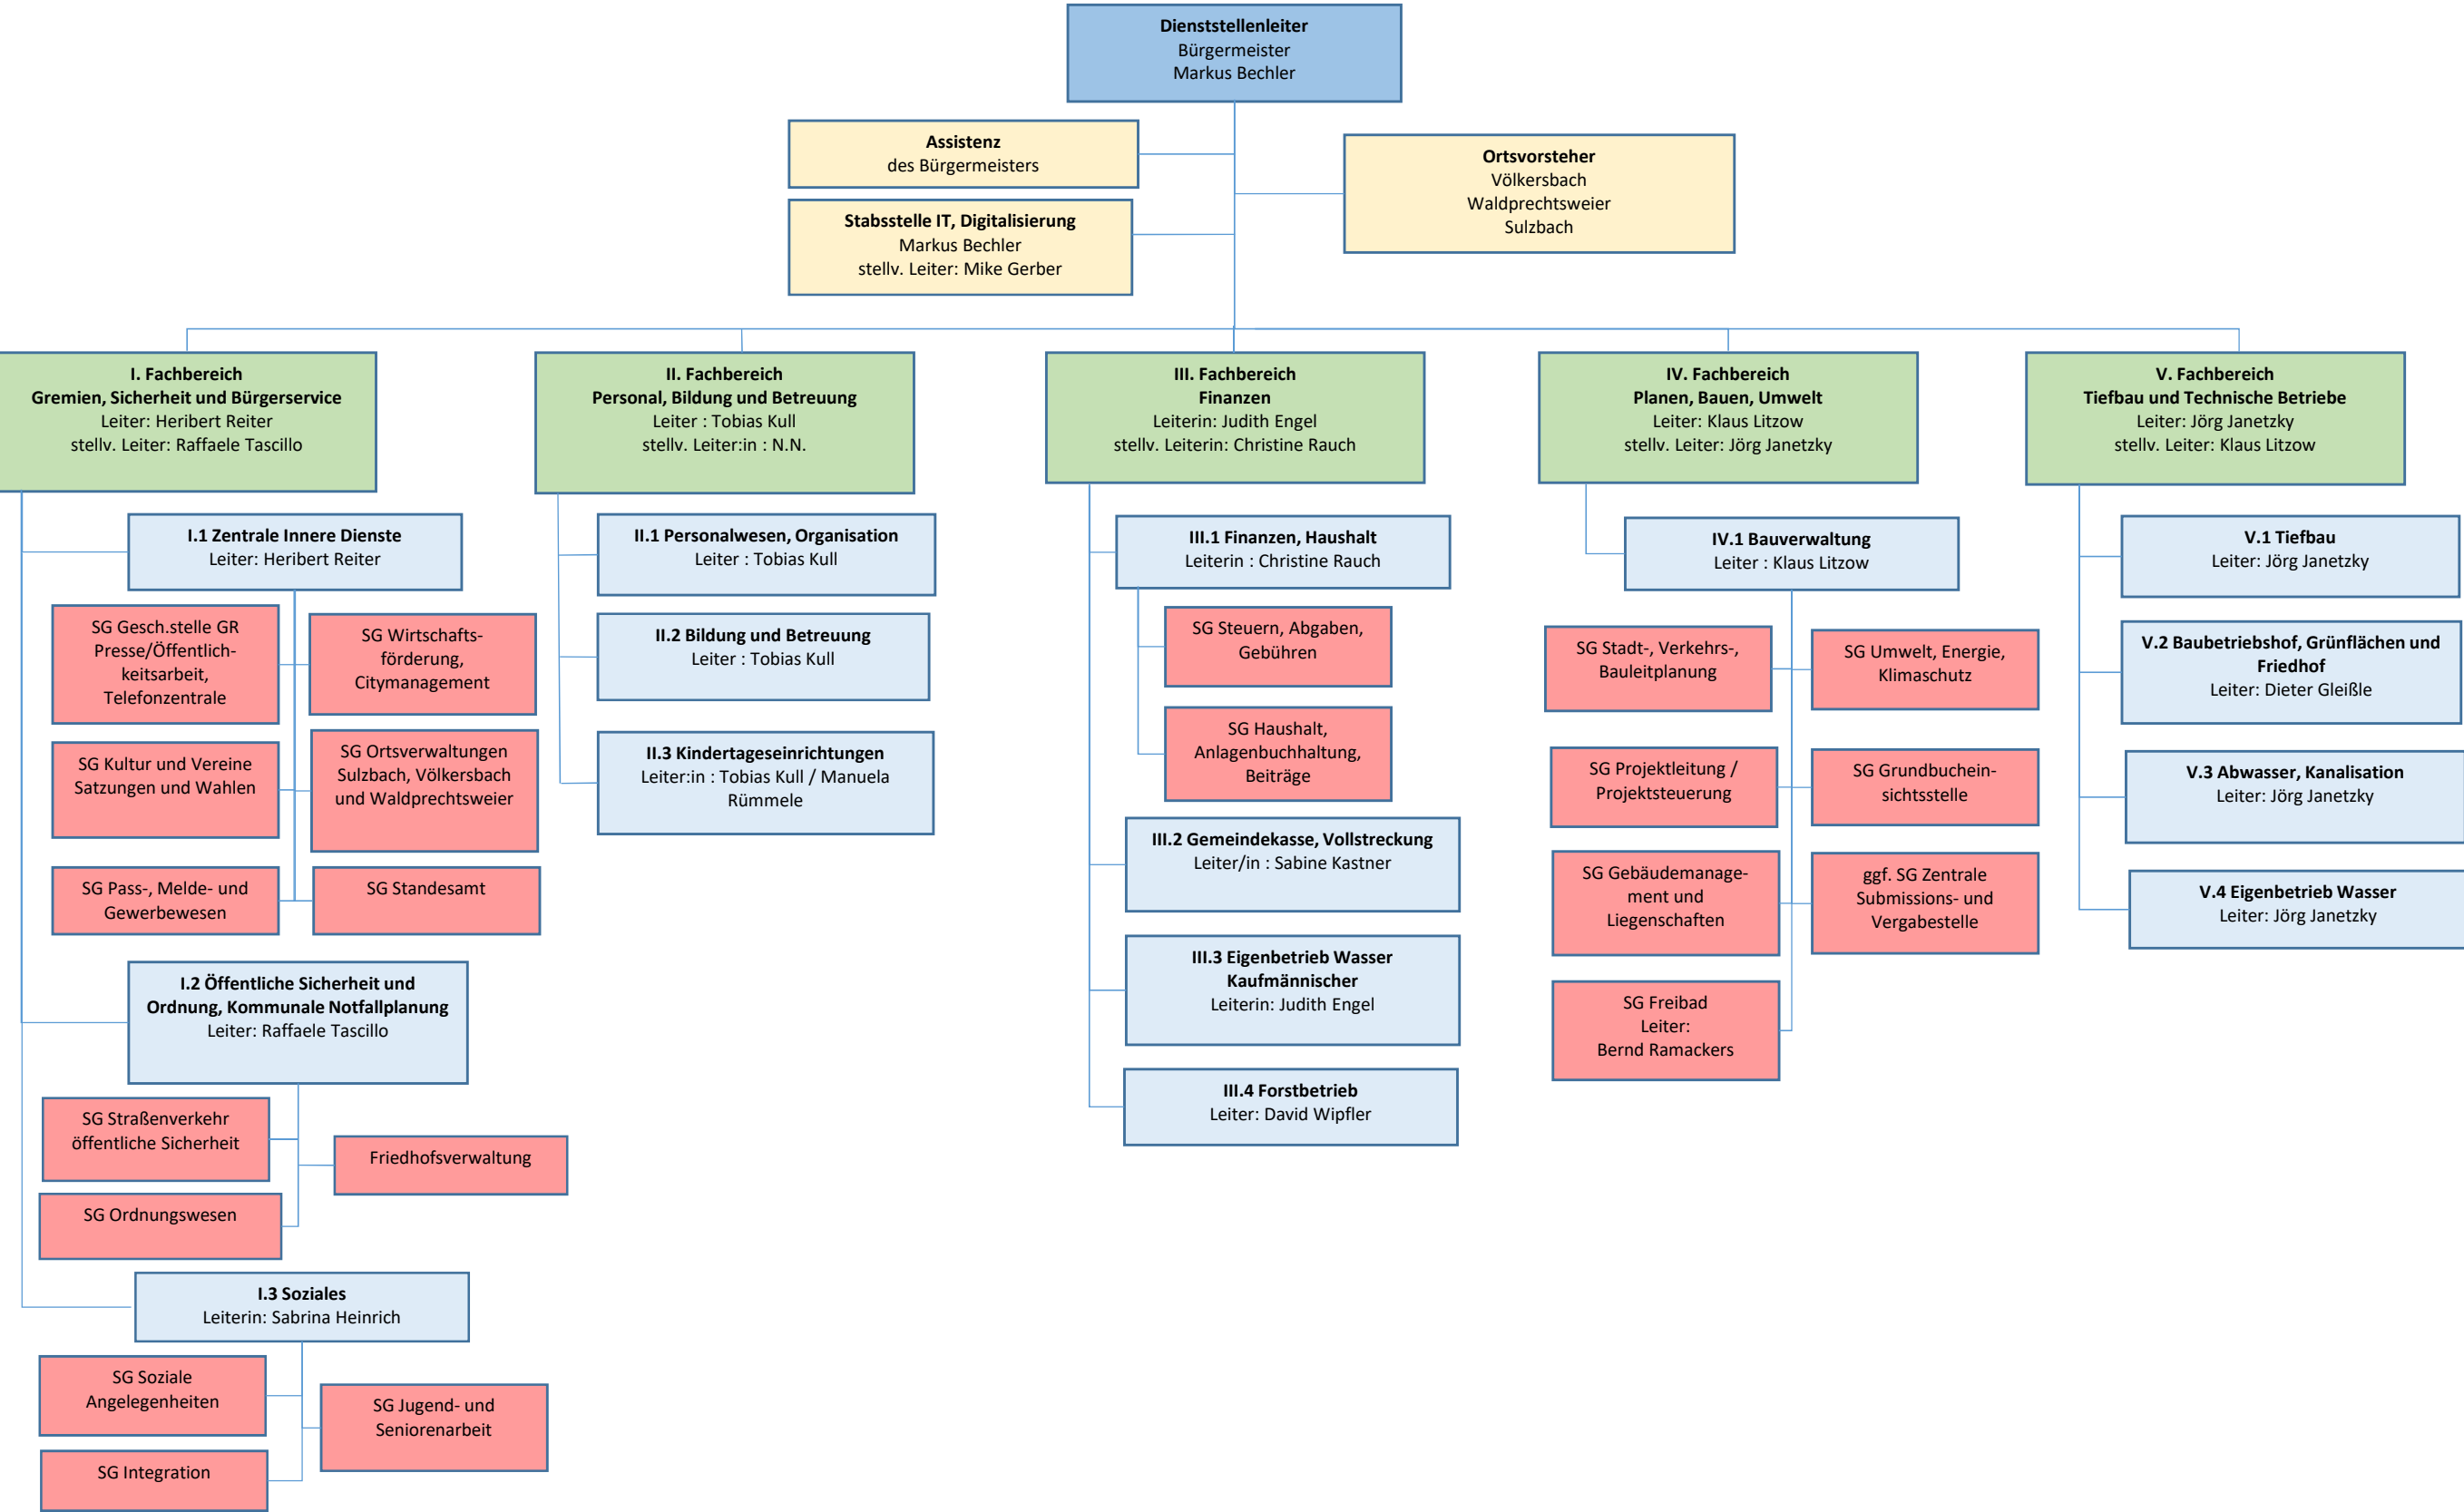 Dienststellenleiter
Bürgermeister
Markus Bechler
Assistenz
des Bürgermeisters
Ortsvorsteher
Völkersbach
Waldprechtsweier
Sulzbach
Stabsstelle IT, Digitalisierung
Markus Bechler
stellv. Leiter: Mike Gerber
I. Fachbereich
Gremien, Sicherheit und Bürgerservice
Leiter: Heribert Reiter
stellv. Leiter: Raffaele Tascillo
II. Fachbereich
Personal, Bildung und Betreuung
Leiter : Tobias Kull
stellv. Leiter:in : N.N.
III. Fachbereich
Finanzen
Leiterin: Judith Engel
stellv. Leiterin: Christine Rauch
IV. Fachbereich
Planen, Bauen, Umwelt
Leiter: Klaus Litzow
stellv. Leiter: Jörg Janetzky
V. Fachbereich
Tiefbau und Technische Betriebe
Leiter: Jörg Janetzky
stellv. Leiter: Klaus Litzow
I.1 Zentrale Innere Dienste
Leiter: Heribert Reiter
SG Gesch.stelle GR
Presse/Öffentlich-
keitsarbeit,
Telefonzentrale
SG Wirtschafts-
förderung,
Citymanagement
SG Kultur und Vereine
Satzungen und Wahlen
SG Ortsverwaltungen
Sulzbach, Völkersbach
und Waldprechtsweier
SG Pass-, Melde- und
Gewerbewesen
SG Standesamt
I.2 Öffentliche Sicherheit und
Ordnung, Kommunale Notfallplanung
Leiter: Raffaele Tascillo
SG Straßenverkehr
öffentliche Sicherheit
Friedhofsverwaltung
SG Ordnungswesen
I.3 Soziales
Leiterin: Sabrina Heinrich
SG Soziale
Angelegenheiten
SG Jugend- und
Seniorenarbeit
SG Integration
II.1 Personalwesen, Organisation
Leiter : Tobias Kull
II.2 Bildung und Betreuung
Leiter : Tobias Kull
II.3 Kindertageseinrichtungen
Leiter:in : Tobias Kull / Manuela
Rümmele
III.1 Finanzen, Haushalt
Leiterin : Christine Rauch
SG Steuern, Abgaben,
Gebühren
SG Haushalt,
Anlagenbuchhaltung,
Beiträge
III.2 Gemeindekasse, Vollstreckung
Leiter/in : Sabine Kastner
III.3 Eigenbetrieb Wasser
Kaufmännischer
Leiterin: Judith Engel
III.4 Forstbetrieb
Leiter: David Wipfler
IV.1 Bauverwaltung
Leiter : Klaus Litzow
SG Stadt-, Verkehrs-,
Bauleitplanung
SG Umwelt, Energie,
Klimaschutz
SG Projektleitung /
Projektsteuerung
SG Grundbuchein-
sichtsstelle
SG Gebäudemanage-
ment und
Liegenschaften
ggf. SG Zentrale
Submissions- und
Vergabestelle
SG Freibad
Leiter:
Bernd Ramackers
V.1 Tiefbau
Leiter: Jörg Janetzky
V.2 Baubetriebshof, Grünflächen und
Friedhof
Leiter: Dieter Gleißle
V.3 Abwasser, Kanalisation
Leiter: Jörg Janetzky
V.4 Eigenbetrieb Wasser
Leiter: Jörg Janetzky